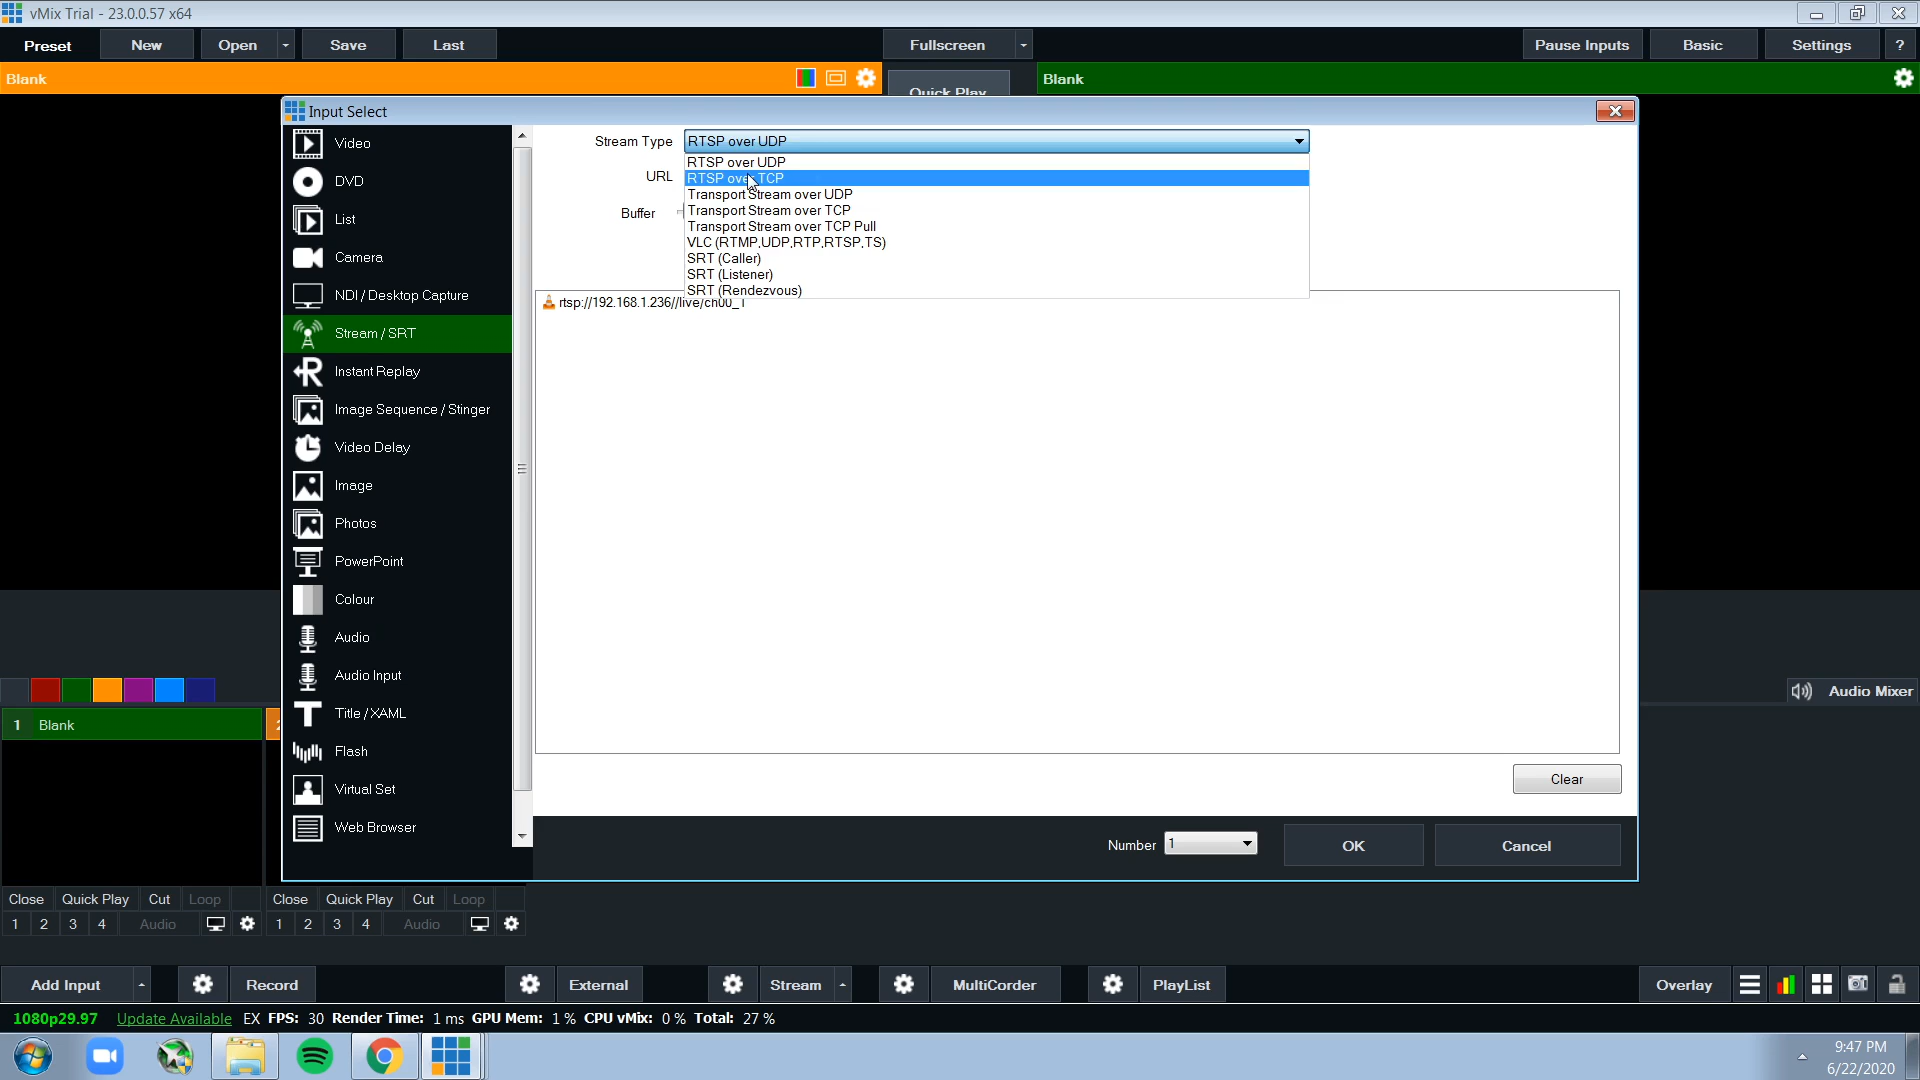 vMix Trial - 23.0.0.57 x64
Preset New Open Save Last Fullscreen Pause Inputs Basic Settings ?
Blank Quick Play Blank
Input Select
Video
DVD
List
Camera
NDI / Desktop Capture
Stream / SRT
Instant Replay
Image Sequence / Stinger
Video Delay
Image
Photos
PowerPoint
Colour
Audio
Audio Input
Title / XAML
Flash
Virtual Set
Web Browser
Stream Type RTSP over UDP
RTSP over UDP
URL RTSP over TCP
Transport Stream over UDP
Buffer Transport Stream over TCP
Transport Stream over TCP Pull
VLC (RTMP,UDP,RTP,RTSP,TS)
SRT (Caller)
SRT (Listener)
SRT (Rendezvous)
rtsp://192.168.1.236//live/ch00_1
Clear
Number 1 OK Cancel
Audio Mixer
1 Blank 2
Close Quick Play Cut Loop Close Quick Play Cut Loop
1 2 3 4 Audio 1 2 3 4 Audio
Add Input Record External Stream MultiCorder PlayList Overlay
1080p29.97 Update Available EX FPS: 30 Render Time: 1 ms GPU Mem: 1 % CPU vMix: 0 % Total: 27 %
9:47 PM
6/22/2020